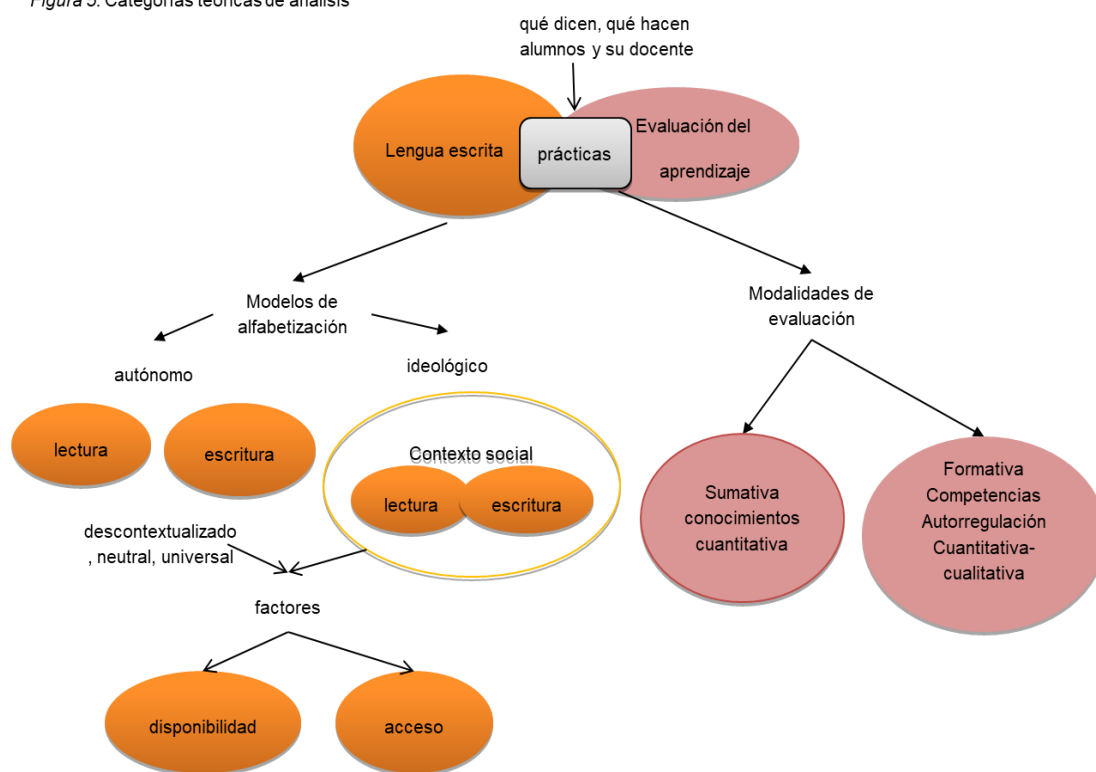 Figura 5. Categorías teóricas de análisis
qué dicen, qué hacen
alumnos y su docente
Lengua escrita
prácticas
Evaluación del
aprendizaje
Modelos de
alfabetización
Modalidades de
evaluación
autónomo
ideológico
lectura
escritura
Contexto social
lectura
escritura
descontextualizado
, neutral, universal
Sumativa
conocimientos
cuantitativa
Formativa
Competencias
Autorregulación
Cuantitativa-
cualitativa
factores
disponibilidad
acceso